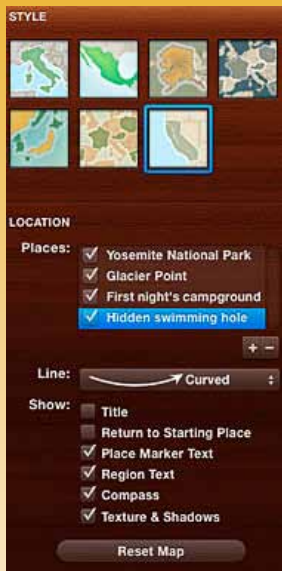 STYLE
LOCATION
Places:
Yosemite National Park
Glacier Point
First night's campground
Hidden swimming hole
+ −
Line: Curved
Show:
Title
Return to Starting Place
Place Marker Text
Region Text
Compass
Texture & Shadows
Reset Map